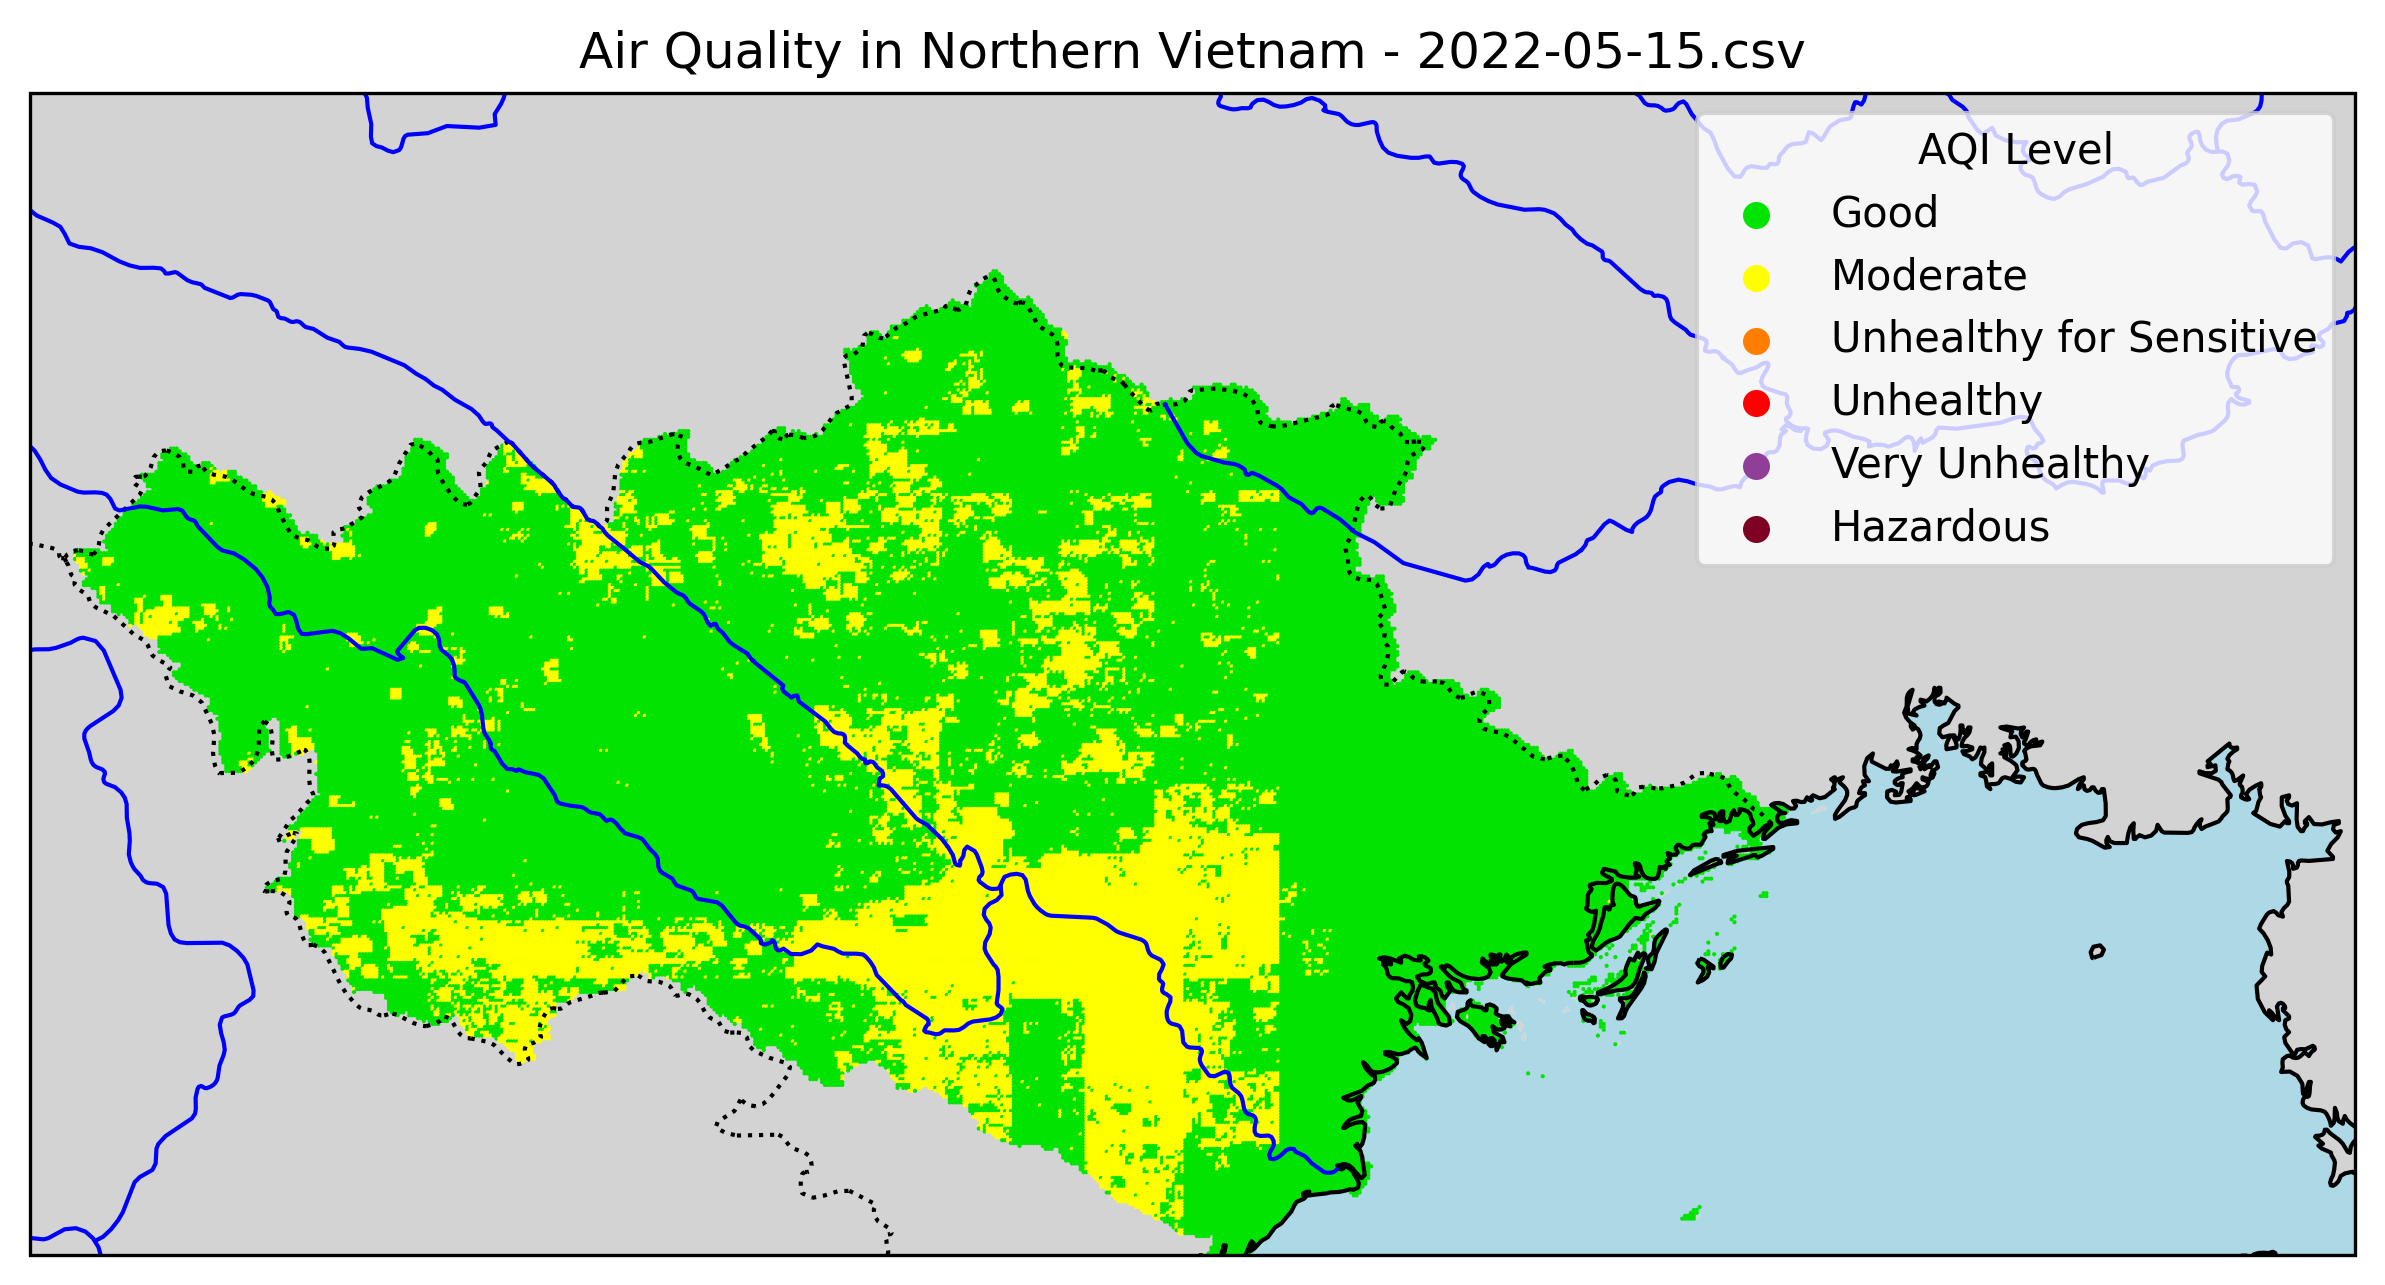 Air Quality in Northern Vietnam - 2022-05-15.csv
AQI Level
Good
Moderate
Unhealthy for Sensitive
Unhealthy
Very Unhealthy
Hazardous